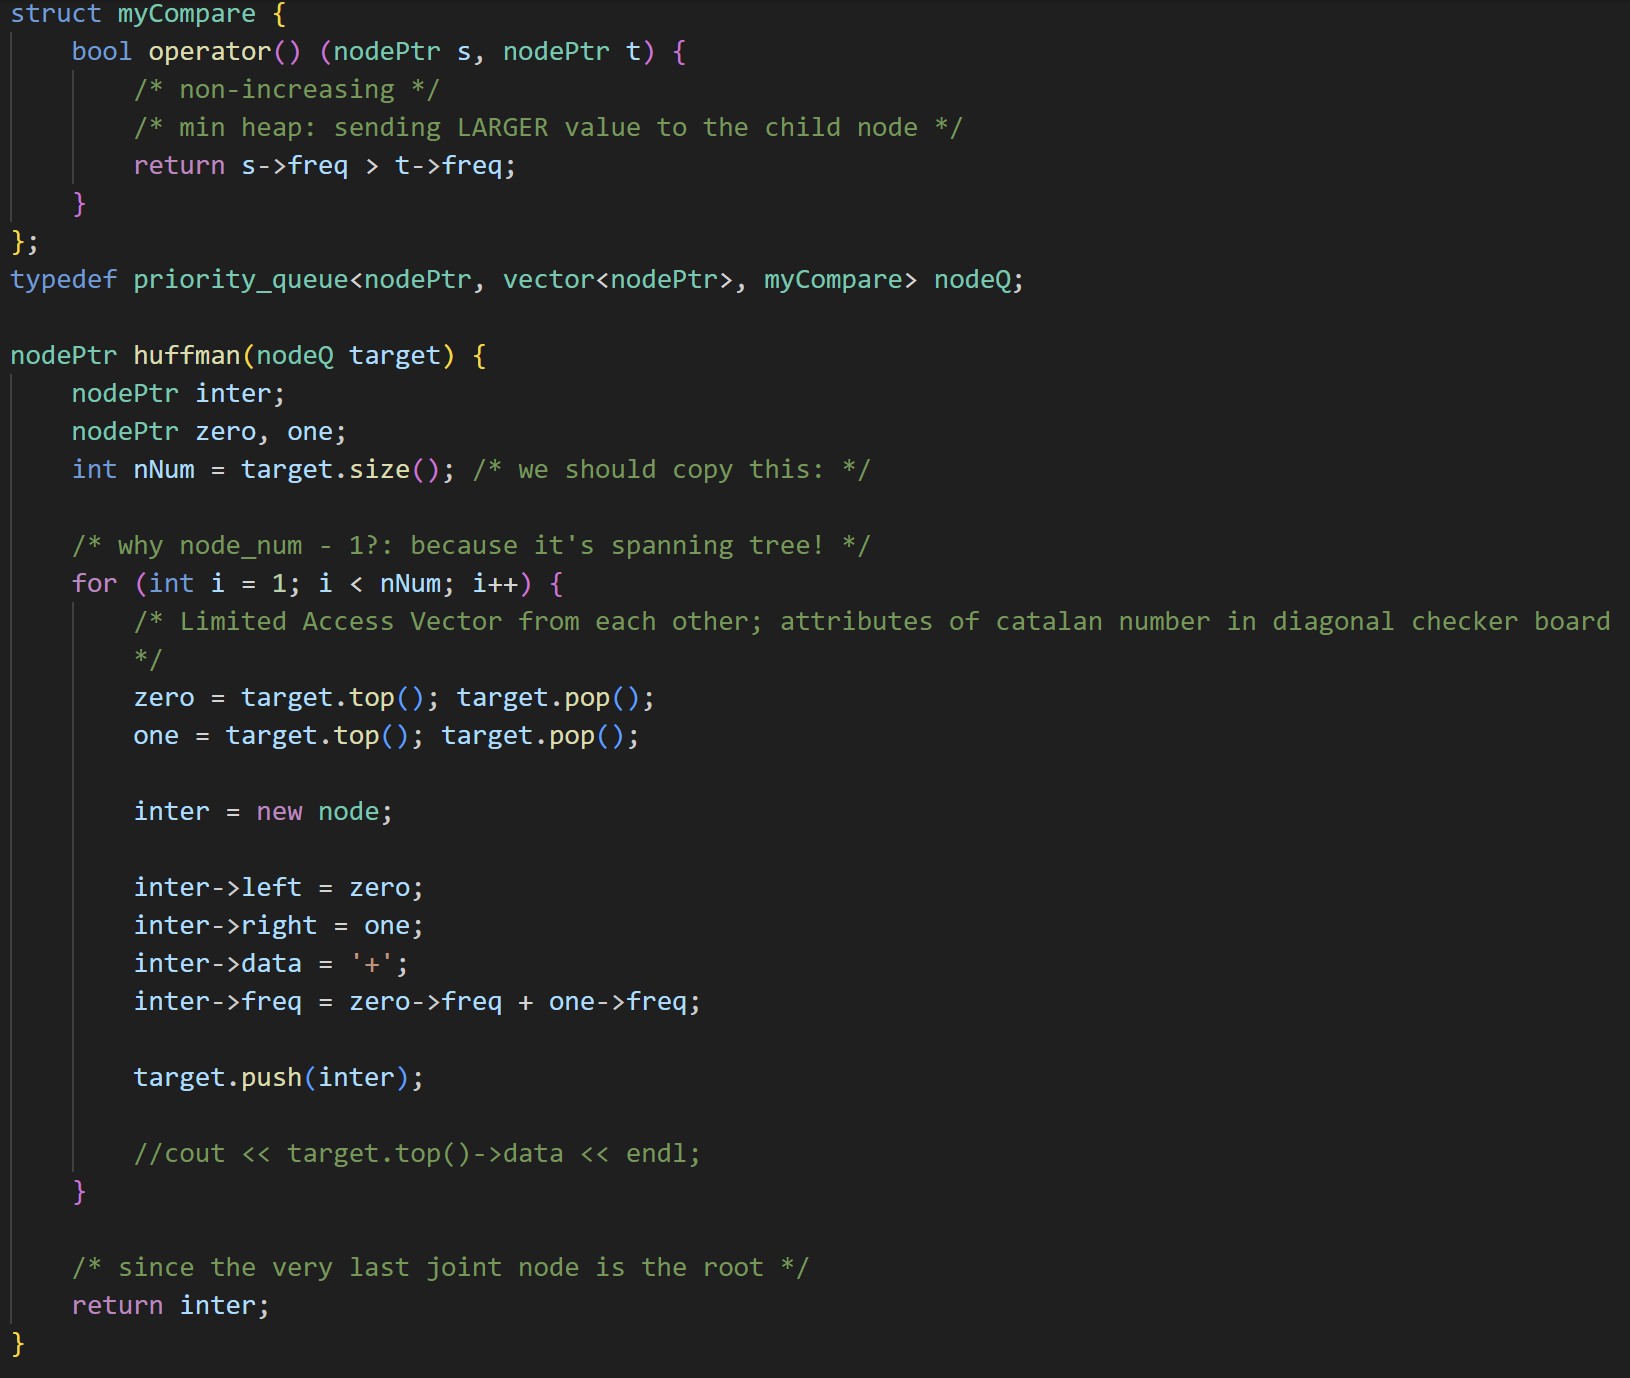 struct myCompare {
    bool operator() (nodePtr s, nodePtr t) {
        /* non-increasing */
        /* min heap: sending LARGER value to the child node */
        return s->freq > t->freq;
    }
};
typedef priority_queue<nodePtr, vector<nodePtr>, myCompare> nodeQ;

nodePtr huffman(nodeQ target) {
    nodePtr inter;
    nodePtr zero, one;
    int nNum = target.size(); /* we should copy this: */

    /* why node_num - 1?: because it's spanning tree! */
    for (int i = 1; i < nNum; i++) {
        /* Limited Access Vector from each other; attributes of catalan number in diagonal checker board
        */
        zero = target.top(); target.pop();
        one = target.top(); target.pop();

        inter = new node;

        inter->left = zero;
        inter->right = one;
        inter->data = '+';
        inter->freq = zero->freq + one->freq;

        target.push(inter);

        //cout << target.top()->data << endl;
    }

    /* since the very last joint node is the root */
    return inter;
}